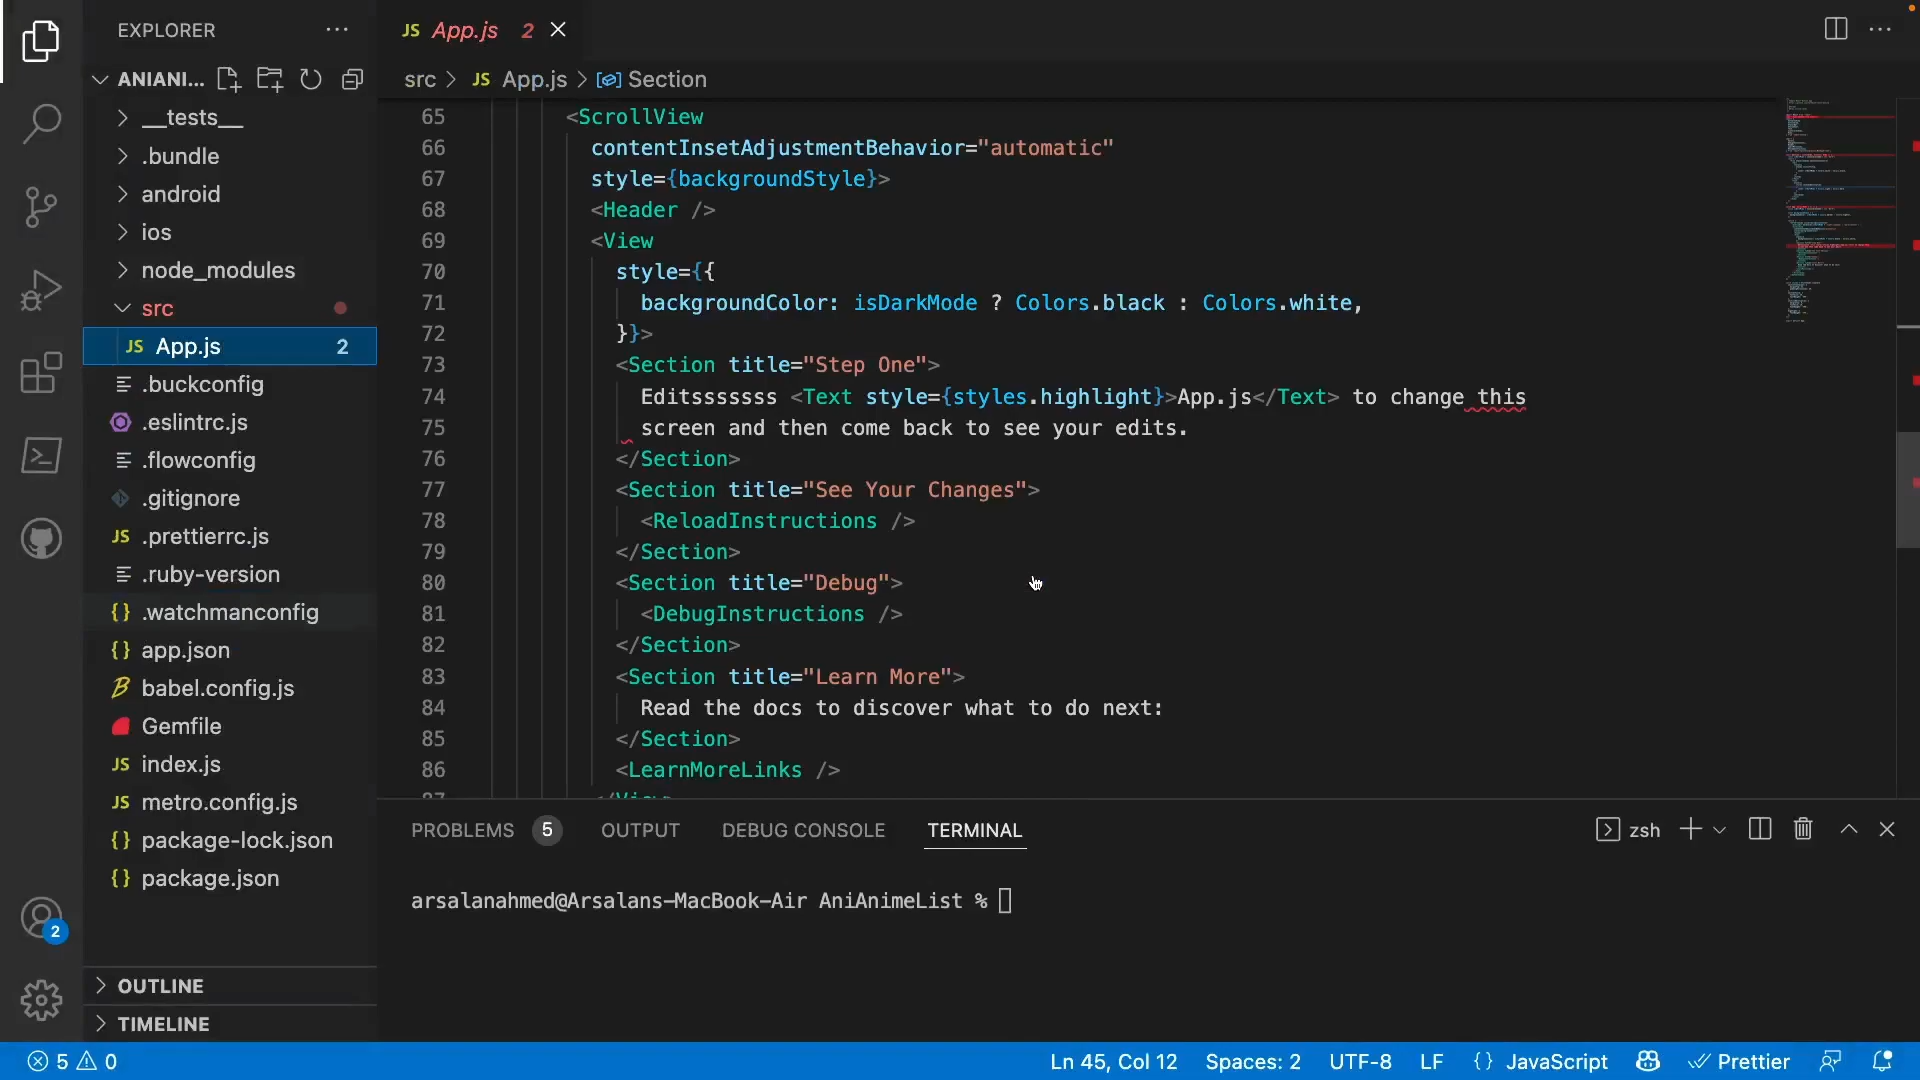 EXPLORER
ANIANI...
__tests__
.bundle
android
ios
node_modules
src
JS App.js 2
.buckconfig
.eslintrc.js
.flowconfig
.gitignore
JS .prettierrc.js
.ruby-version
{} .watchmanconfig
{} app.json
babel.config.js
Gemfile
JS index.js
JS metro.config.js
{} package-lock.json
{} package.json
OUTLINE
TIMELINE
2
JS App.js 2
src > JS App.js > Section
65 <ScrollView
66 contentInsetAdjustmentBehavior="automatic"
67 style={backgroundStyle}>
68 <Header />
69 <View
70 style={{
71 backgroundColor: isDarkMode ? Colors.black : Colors.white,
72 }}>
73 <Section title="Step One">
74 Editsssssss <Text style={styles.highlight}>App.js</Text> to change this
75 screen and then come back to see your edits.
76 </Section>
77 <Section title="See Your Changes">
78 <ReloadInstructions />
79 </Section>
80 <Section title="Debug">
81 <DebugInstructions />
82 </Section>
83 <Section title="Learn More">
84 Read the docs to discover what to do next:
85 </Section>
86 <LearnMoreLinks />
87 </View>
PROBLEMS 5 OUTPUT DEBUG CONSOLE TERMINAL zsh
arsalanahmed@Arsalans-MacBook-Air AniAnimeList %
5 0 Ln 45, Col 12 Spaces: 2 UTF-8 LF {} JavaScript Prettier